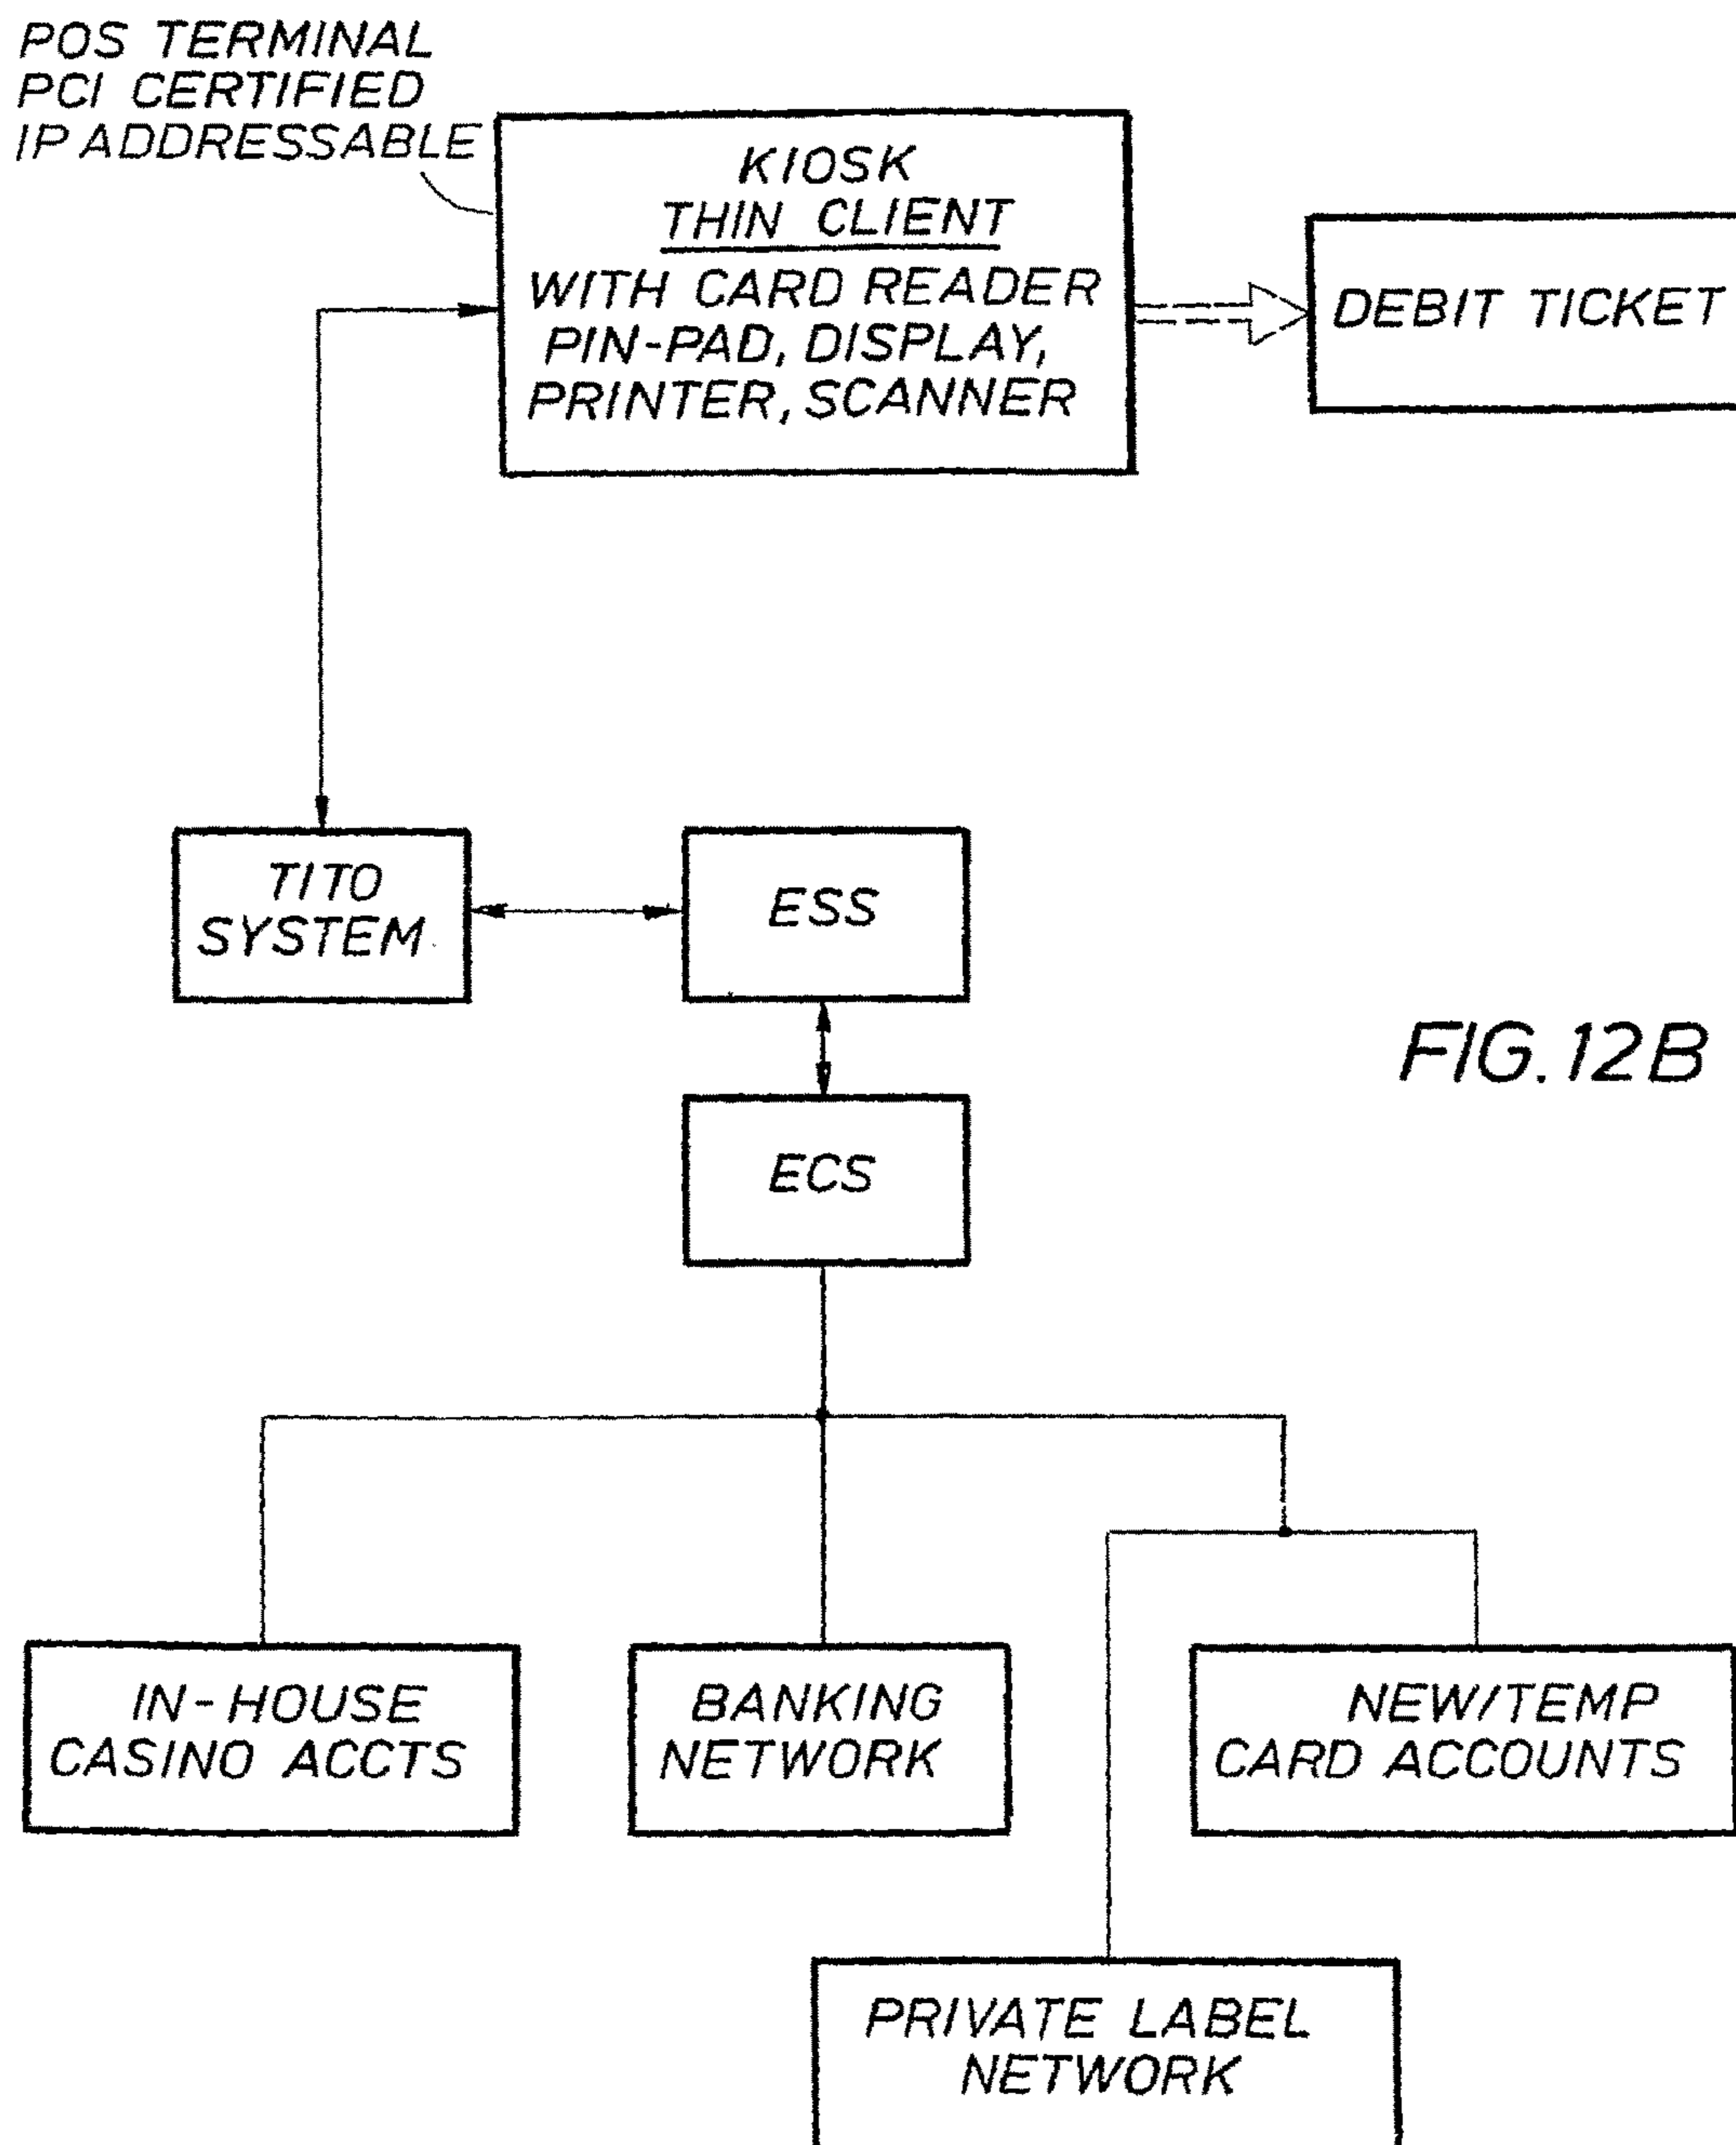 POS TERMINAL
PCI CERTIFIED
IP ADDRESSABLE
KIOSK
THIN CLIENT
WITH CARD READER
PIN-PAD, DISPLAY,
PRINTER, SCANNER
DEBIT TICKET
TITO
SYSTEM
ESS
FIG. 12B
ECS
IN-HOUSE
CASINO ACCTS
BANKING
NETWORK
NEW/TEMP
CARD ACCOUNTS
PRIVATE LABEL
NETWORK